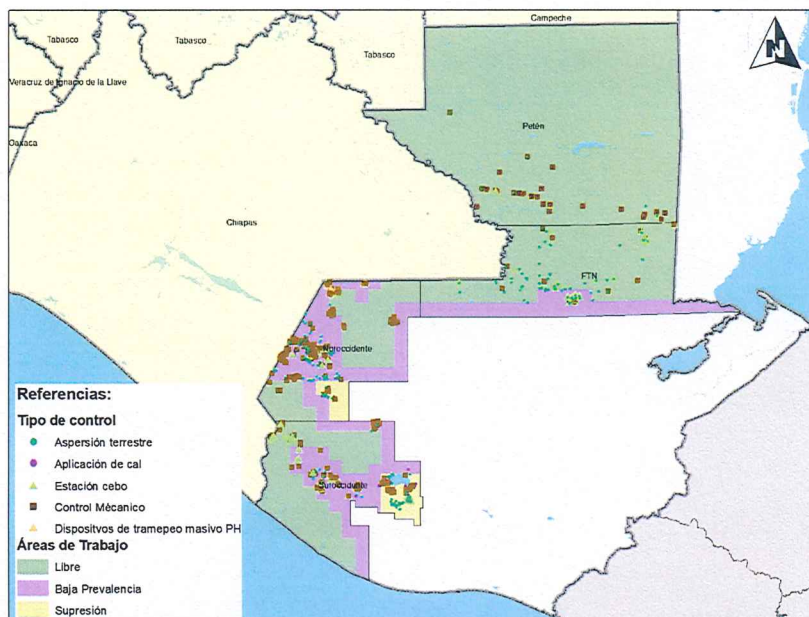 Campeche
Tabasco
Tabasco
Tabasco
Veracruz de Ignacio de la Llave
Oaxaca
N
Petén
Chiapas
FTN
Noroccidente
Suroccidente
Referencias:
Tipo de control
Aspersión terrestre
Aplicación de cal
Estación cebo
Control Mécanico
Dispositvos de tramepeo masivo PH
Áreas de Trabajo
Libre
Baja Prevalencia
Supresión